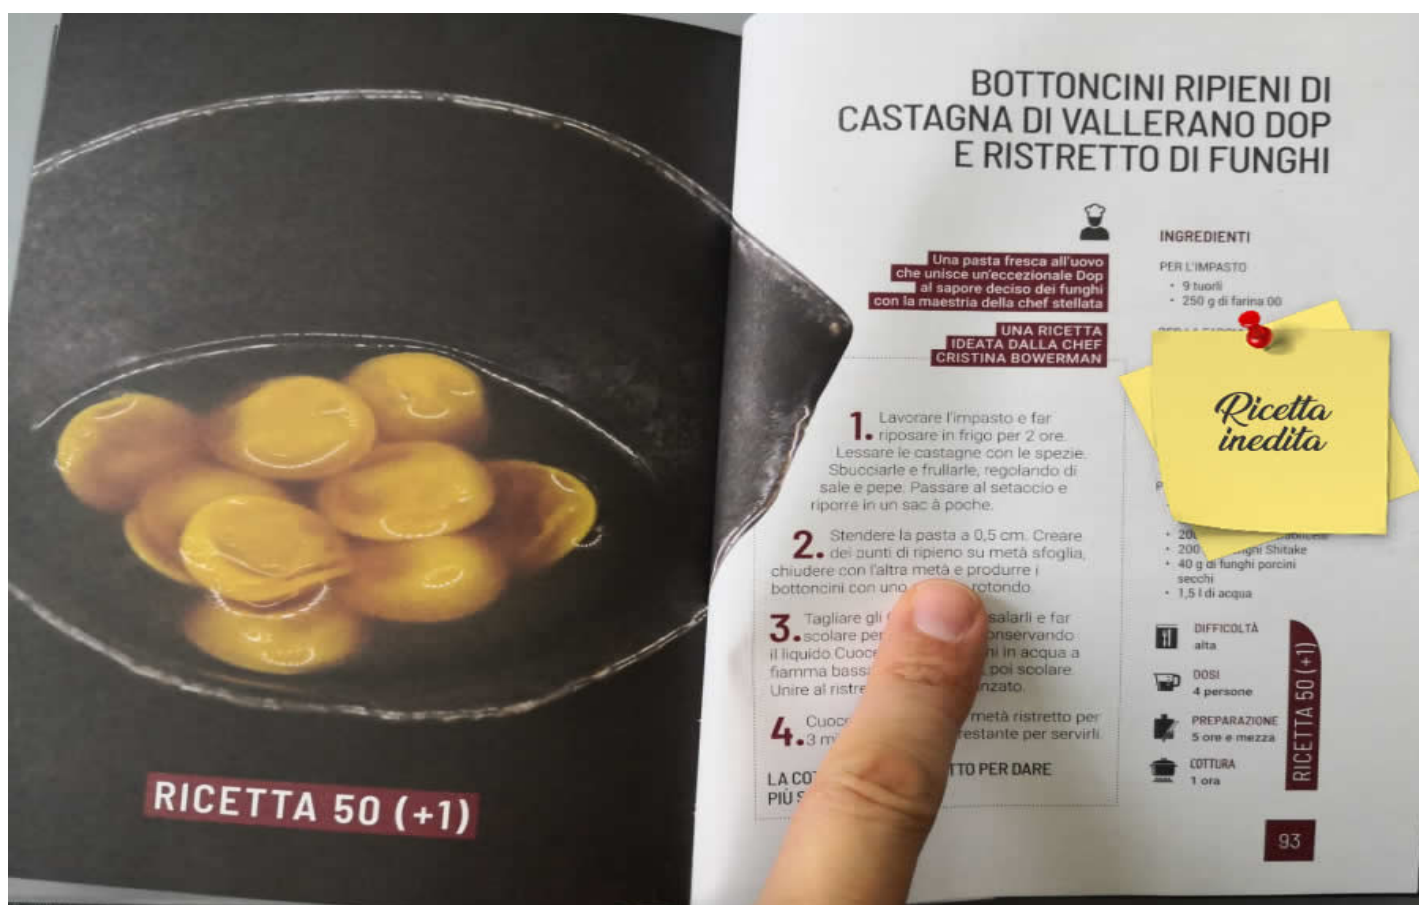 RICETTA 50 (+1)
BOTTONCINI RIPIENI DI
CASTAGNA DI VALLERANO DOP
E RISTRETTO DI FUNGHI
Una pasta fresca all'uovo
che unisce un'eccezionale Dop
al sapore deciso dei funghi
con la maestria della chef stellata
UNA RICETTA
IDEATA DALLA CHEF
CRISTINA BOWERMAN
1. Lavorare l'impasto e far
riposare in frigo per 2 ore.
Lessare le castagne con le spezie.
Sbucciarle e frullarle, regolando di
sale e pepe. Passare al setaccio e
riporre in un sac à poche.
2. Stendere la pasta a 0,5 cm. Creare
dei punti di ripieno su metà sfoglia,
chiudere con l'altra metà e produrre i
bottoncini con uno rotondo
3. Tagliare gli salarli e far
scolare per
il liquido. in acqua a
fiamma poi scolare.
Unire al
4. metà ristretto per
3 restante per servirli.
LA PER DARE
PIÙ
INGREDIENTI
PER L'IMPASTO
• 9 tuorli
• 250 g di farina 00
Ricetta
inedita
• 200 Shitake
• 40 g di funghi porcini
secchi
• 1,5 l di acqua
DIFFICOLTÀ
alta
DOSI
4 persone
PREPARAZIONE
5 ore e mezza
COTTURA
1 ora
RICETTA 50 (+1)
93